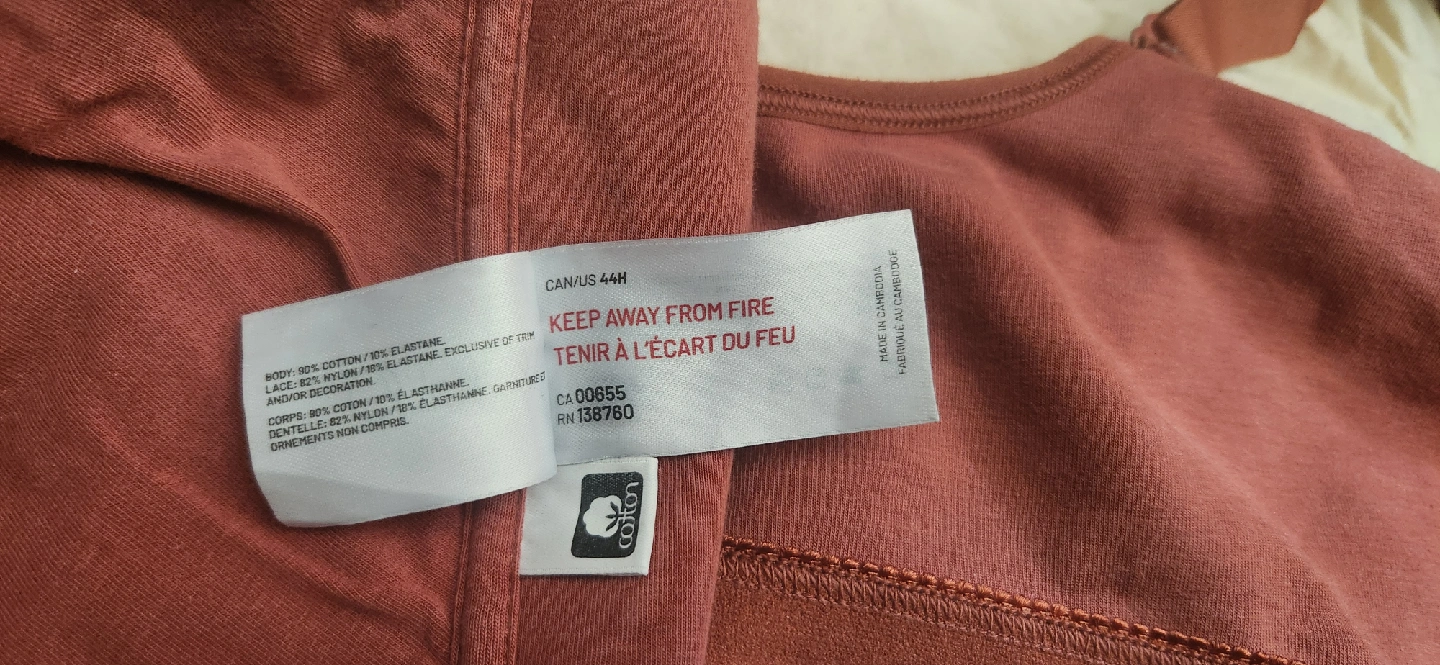 BODY: 90% COTTON / 10% ELASTANE.
LACE: 82% NYLON / 18% ELASTANE. EXCLUSIVE OF TRIM
AND/OR DECORATION.
CORPS: 90% COTON / 10% ÉLASTHANNE.
DENTELLE: 82% NYLON / 18% ÉLASTHANNE. GARNITURE
ORNEMENTS NON COMPRIS.
CAN/US 44H
KEEP AWAY FROM FIRE
TENIR À L'ÉCART DU FEU
CA 00655
RN 138760
MADE IN CAMBODIA
FABRIQUÉ AU CAMBODGE
cotton